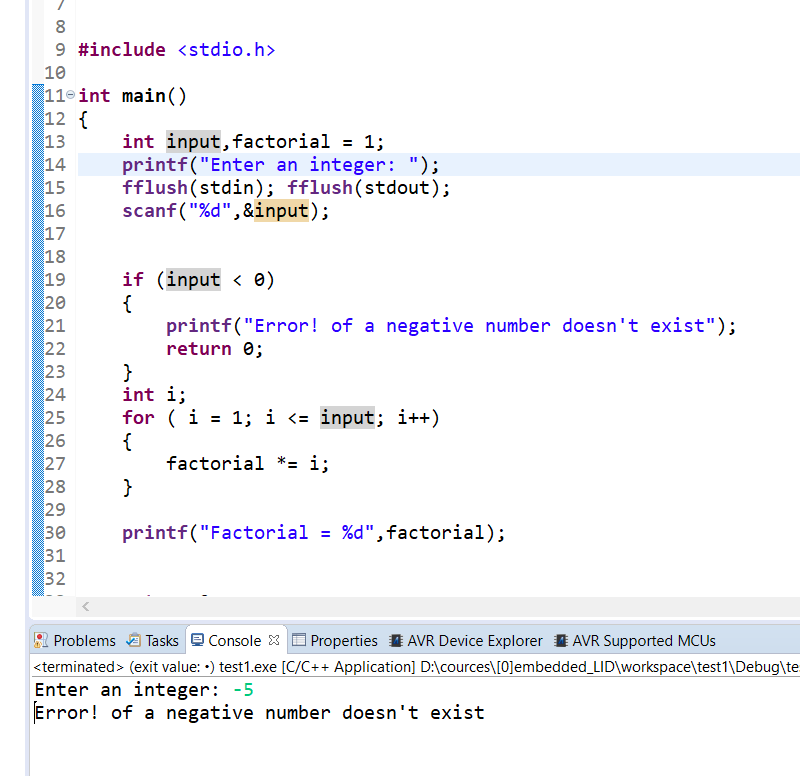 7
8
9 #include <stdio.h>
10
11 int main()
12 {
13 int input,factorial = 1;
14 printf("Enter an integer: ");
15 fflush(stdin); fflush(stdout);
16 scanf("%d",&input);
17
18
19 if (input < 0)
20 {
21 printf("Error! of a negative number doesn't exist");
22 return 0;
23 }
24 int i;
25 for ( i = 1; i <= input; i++)
26 {
27 factorial *= i;
28 }
29
30 printf("Factorial = %d",factorial);
31
32
Problems Tasks Console Properties AVR Device Explorer AVR Supported MCUs
<terminated> (exit value: ٠) test1.exe [C/C++ Application] D:\cources\[0]embedded_LID\workspace\test1\Debug\te
Enter an integer: -5
Error! of a negative number doesn't exist